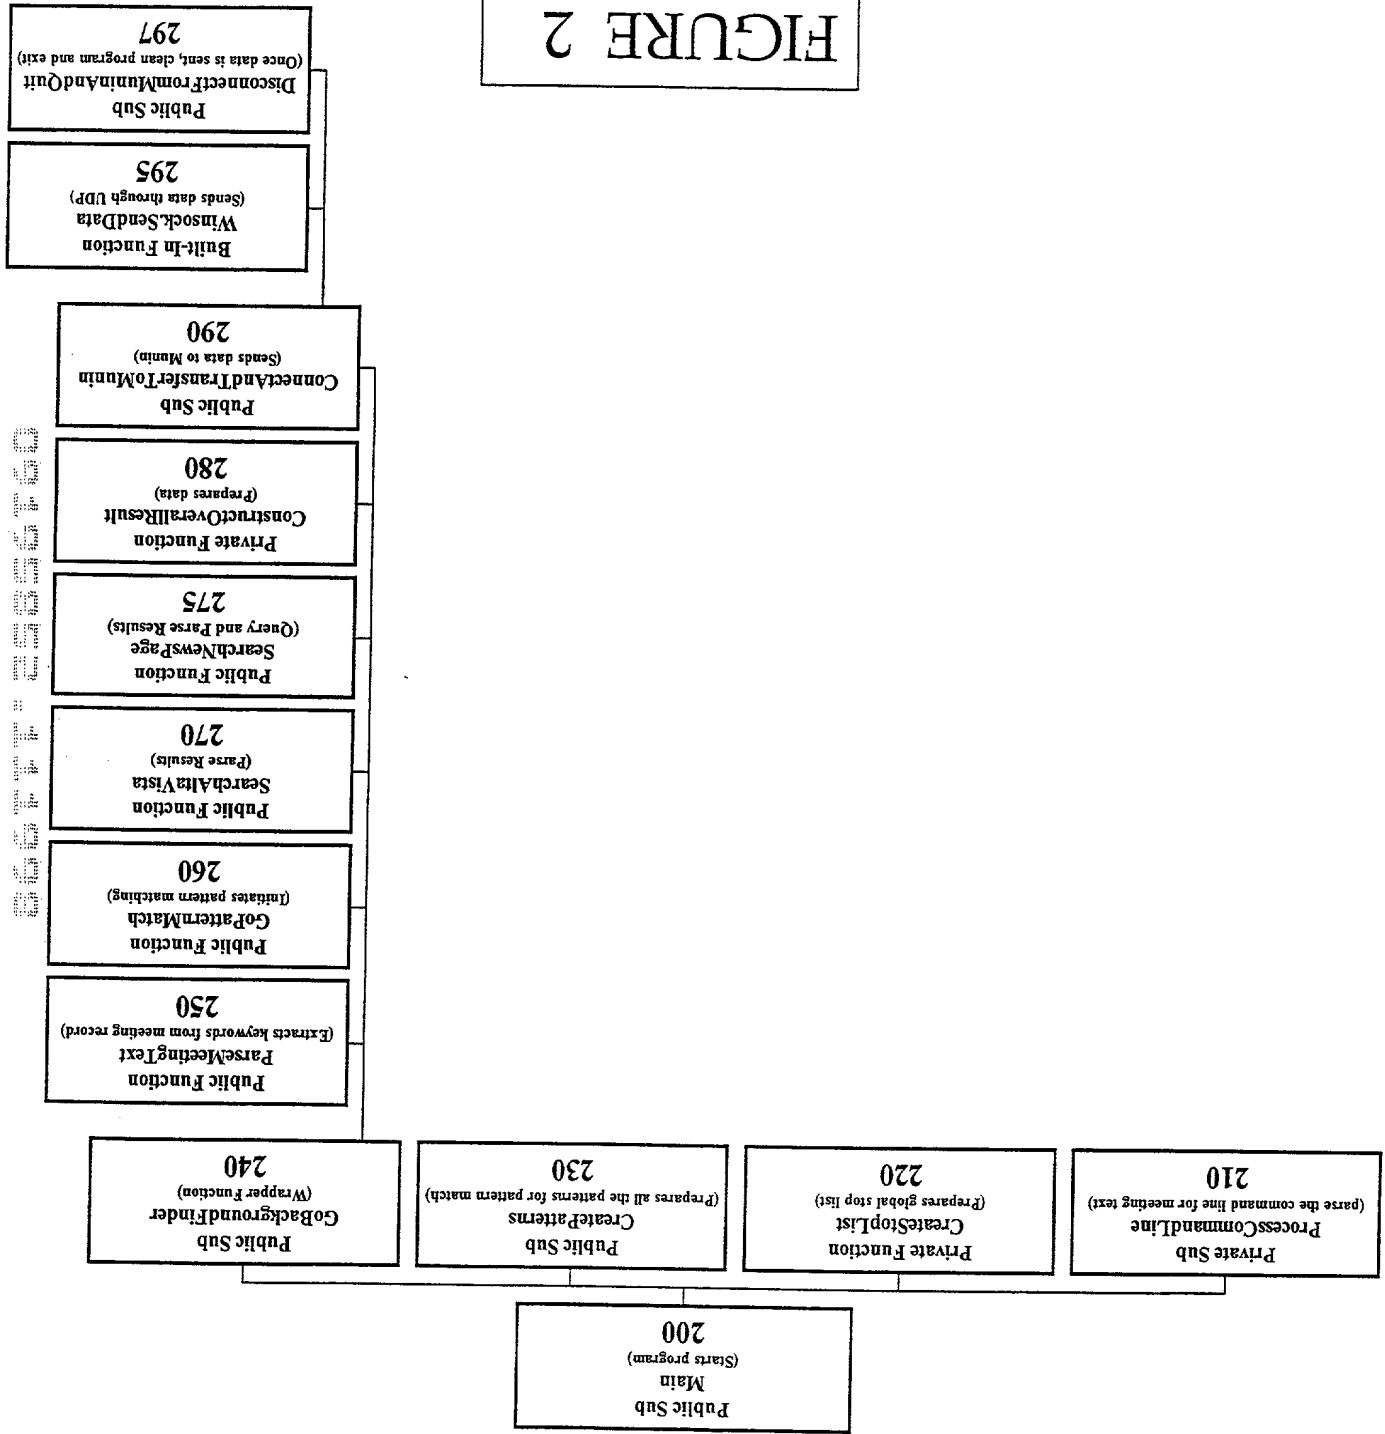 Public Sub
Main
(Starts program)
200
Private Sub
ProcessCommandLine
(parse the command line for meeting text)
210
Private Function
CreateStopList
(Prepares global stop list)
220
Public Sub
CreatePatterns
(Prepares all the patterns for pattern match)
230
Public Sub
GoBackgroundFinder
(Wrapper Function)
240
Public Function
ParseMeetingText
(Extracts keywords from meeting record)
250
Public Function
GoPatternMatch
(Initiates pattern matching)
260
Public Function
SearchAltaVista
(Parse Results)
270
Public Function
SearchNewsPage
(Query and Parse Results)
275
Private Function
ConstructOverallResult
(Prepares data)
280
Public Sub
ConnectAndTransferToMunin
(Sends data to Munin)
290
Built-In Function
Winsock.SendData
(Sends data through UDP)
295
Public Sub
DisconnectFromMuninAndQuit
(Once data is sent, clean program and exit)
297
FIGURE 2